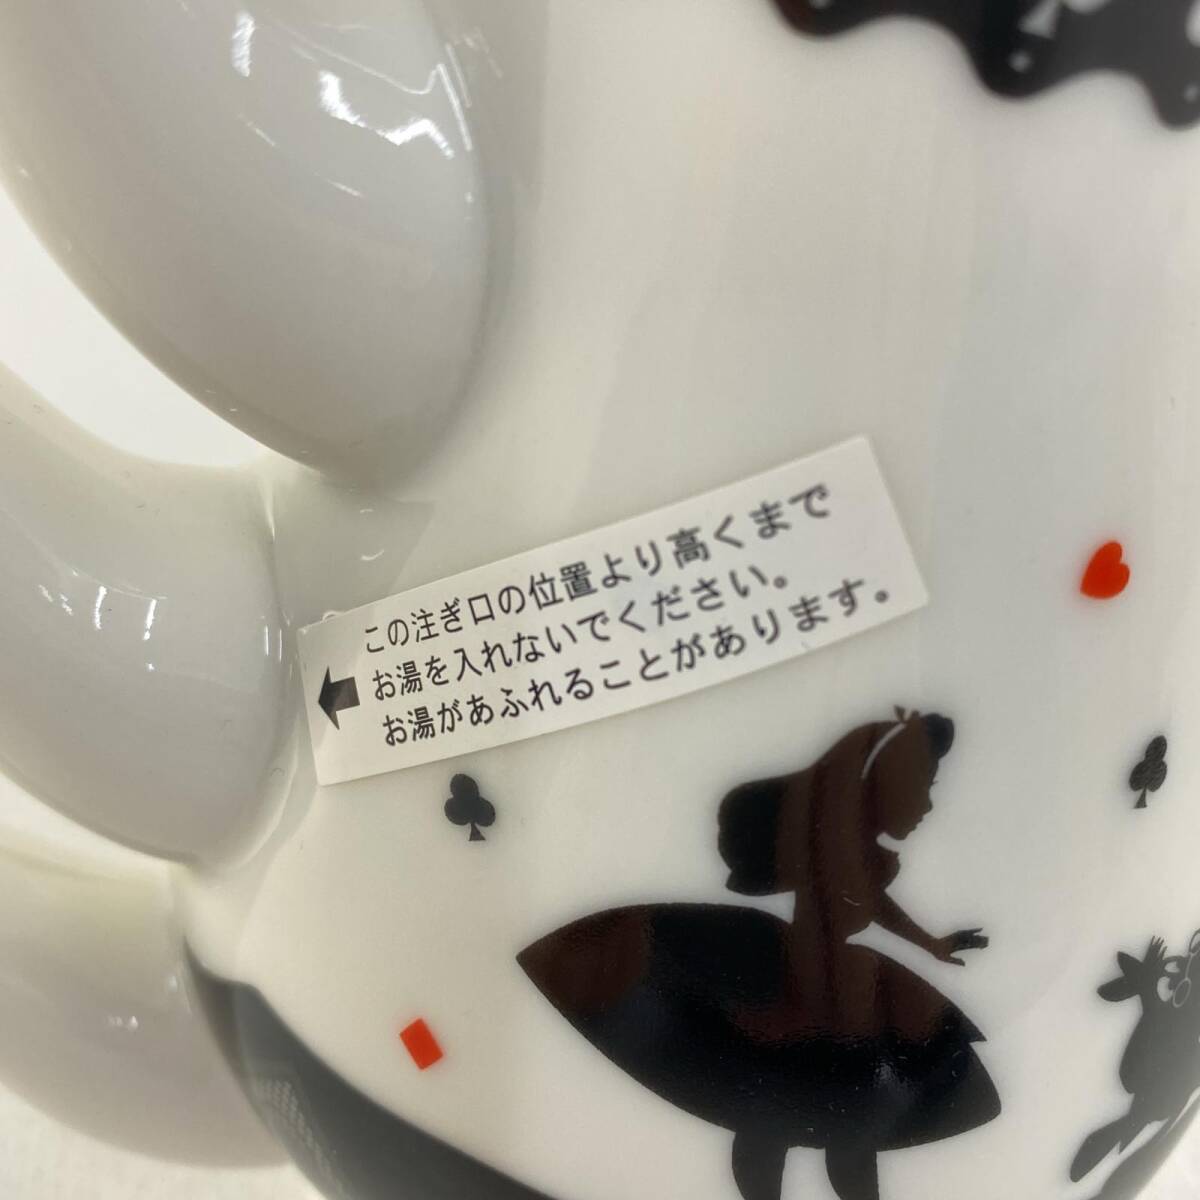 この注ぎ口の位置より高くまで
お湯を入れないでください。
お湯があふれることがあります。